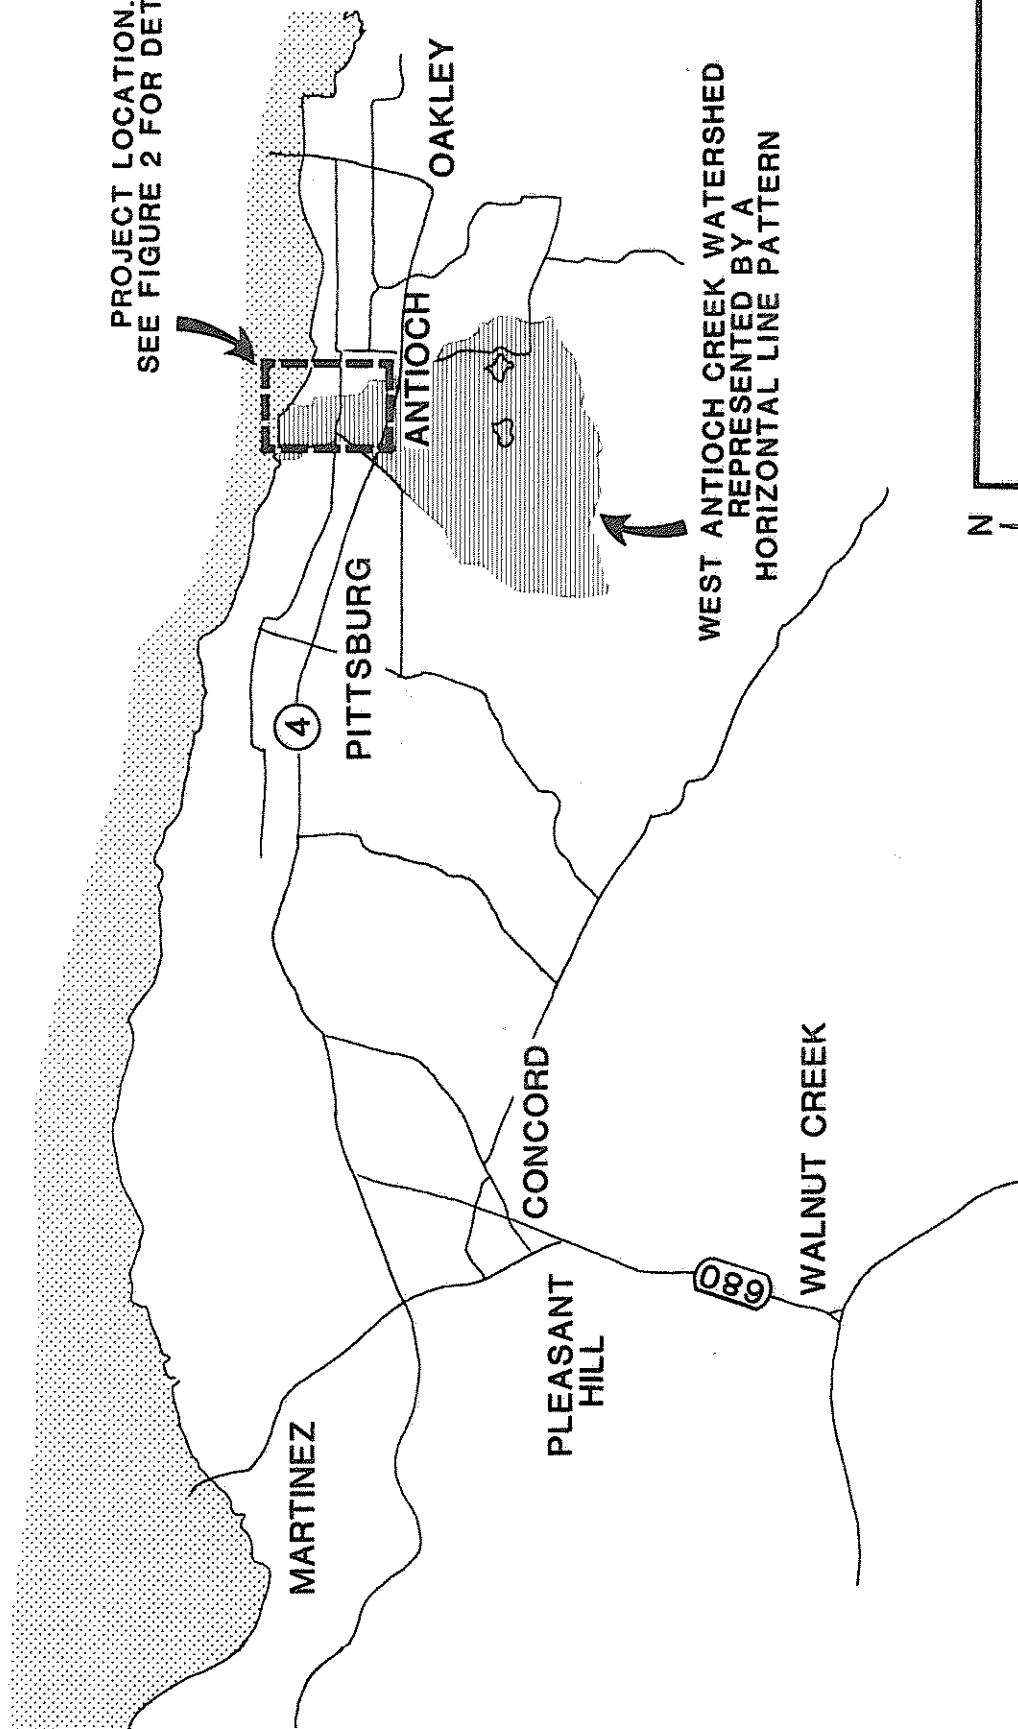 PROJECT LOCATION.
SEE FIGURE 2 FOR DET
OAKLEY
ANTIOCH
PITTSBURG
4
WEST ANTIOCH CREEK WATERSHED
REPRESENTED BY A
HORIZONTAL LINE PATTERN
N
CONCORD
MARTINEZ
PLEASANT
HILL
680
WALNUT CREEK